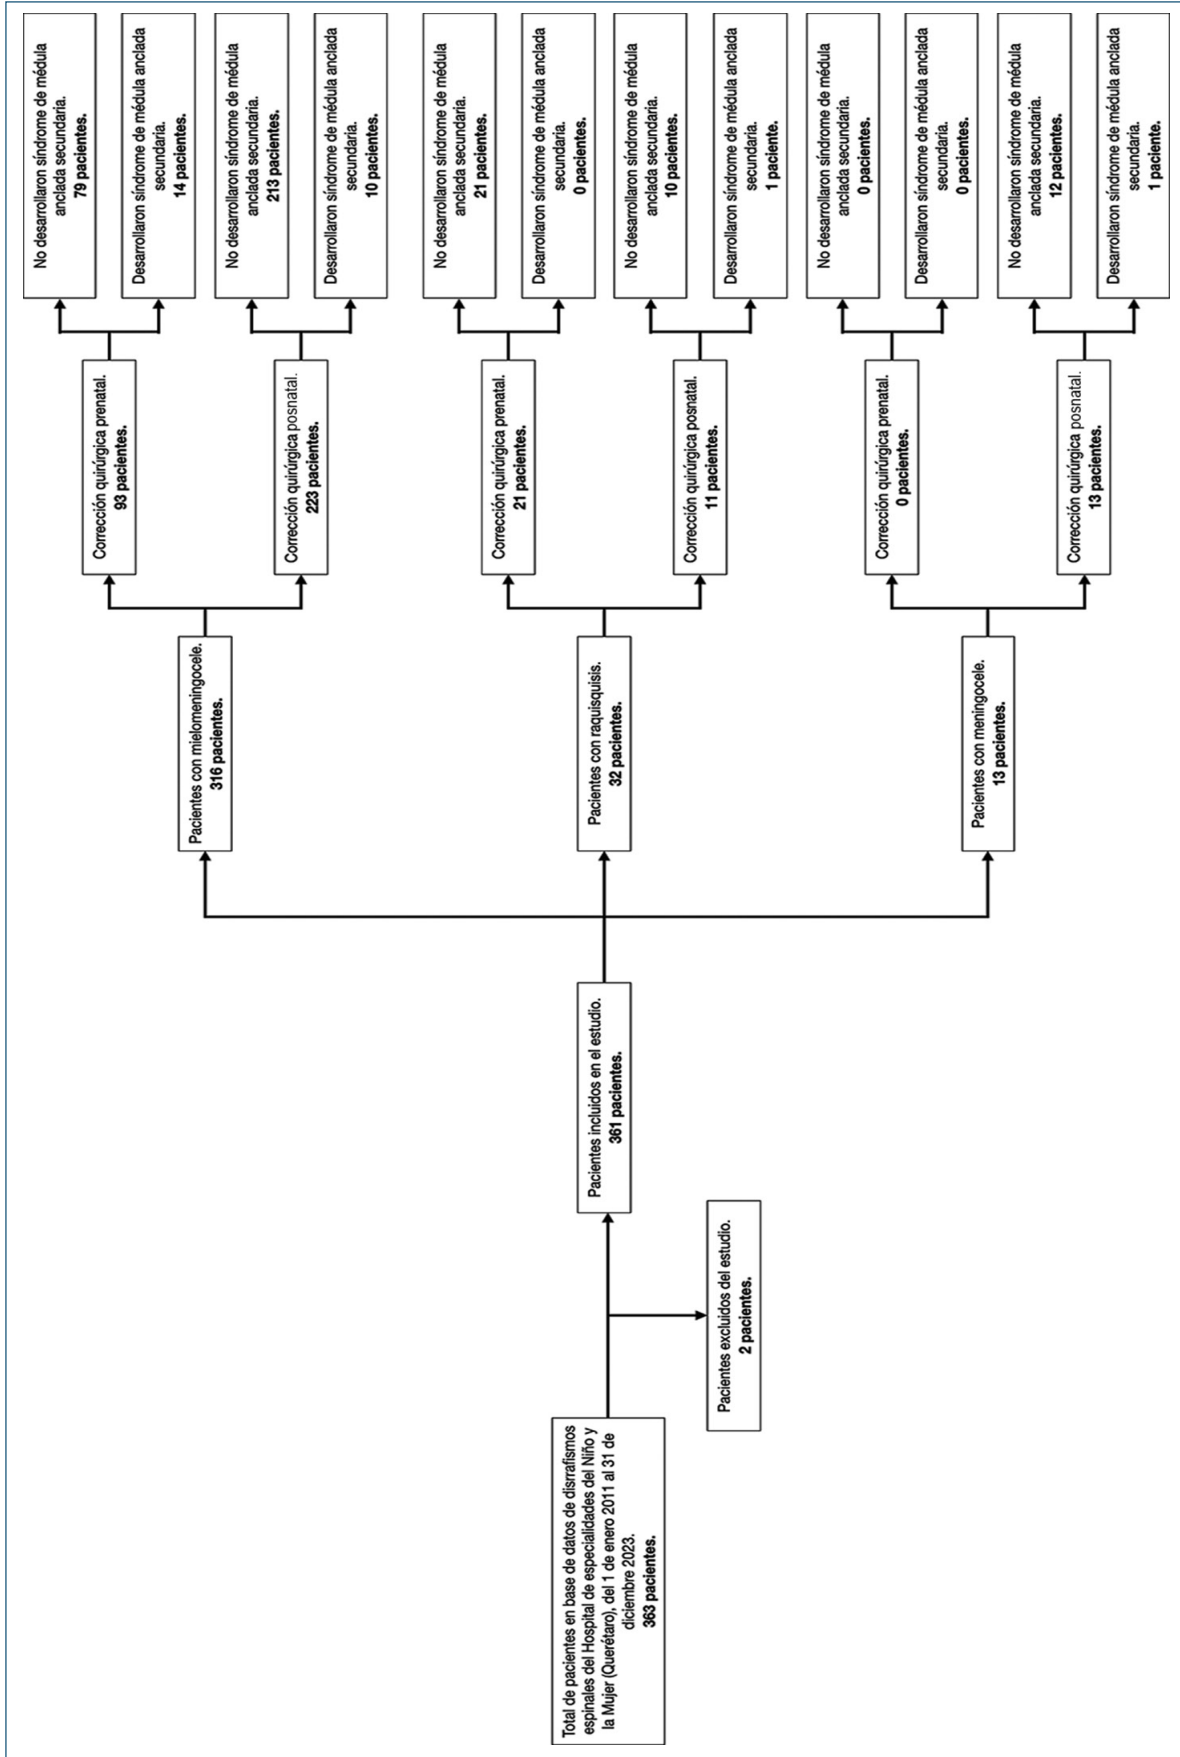 Total de pacientes en base de datos de disrrafismos
espinales del Hospital de especialidades del Niño y
la Mujer (Querétaro), del 1 de enero 2011 al 31 de
diciembre 2023.
363 pacientes.
Pacientes excluidos del estudio.
2 pacientes.
Pacientes incluidos en el estudio.
361 pacientes.
Pacientes con mielomeningocele.
316 pacientes.
Corrección quirúrgica prenatal.
93 pacientes.
No desarrollaron síndrome de médula
anclada secundaria.
79 pacientes.
Desarrollaron síndrome de médula anclada
secundaria.
14 pacientes.
Corrección quirúrgica posnatal.
223 pacientes.
No desarrollaron síndrome de médula
anclada secundaria.
213 pacientes.
Desarrollaron síndrome de médula anclada
secundaria.
10 pacientes.
Pacientes con raquisquisis.
32 pacientes.
Corrección quirúrgica prenatal.
21 pacientes.
No desarrollaron síndrome de médula
anclada secundaria.
21 pacientes.
Desarrollaron síndrome de médula anclada
secundaria.
0 pacientes.
Corrección quirúrgica posnatal.
11 pacientes.
No desarrollaron síndrome de médula
anclada secundaria.
10 pacientes.
Desarrollaron síndrome de médula anclada
secundaria.
1 paciente.
Pacientes con meningocele.
13 pacientes.
Corrección quirúrgica prenatal.
0 pacientes.
No desarrollaron síndrome de médula
anclada secundaria.
0 pacientes.
Desarrollaron síndrome de médula anclada
secundaria.
0 pacientes.
Corrección quirúrgica posnatal.
13 pacientes.
No desarrollaron síndrome de médula
anclada secundaria.
12 pacientes.
Desarrollaron síndrome de médula anclada
secundaria.
1 paciente.